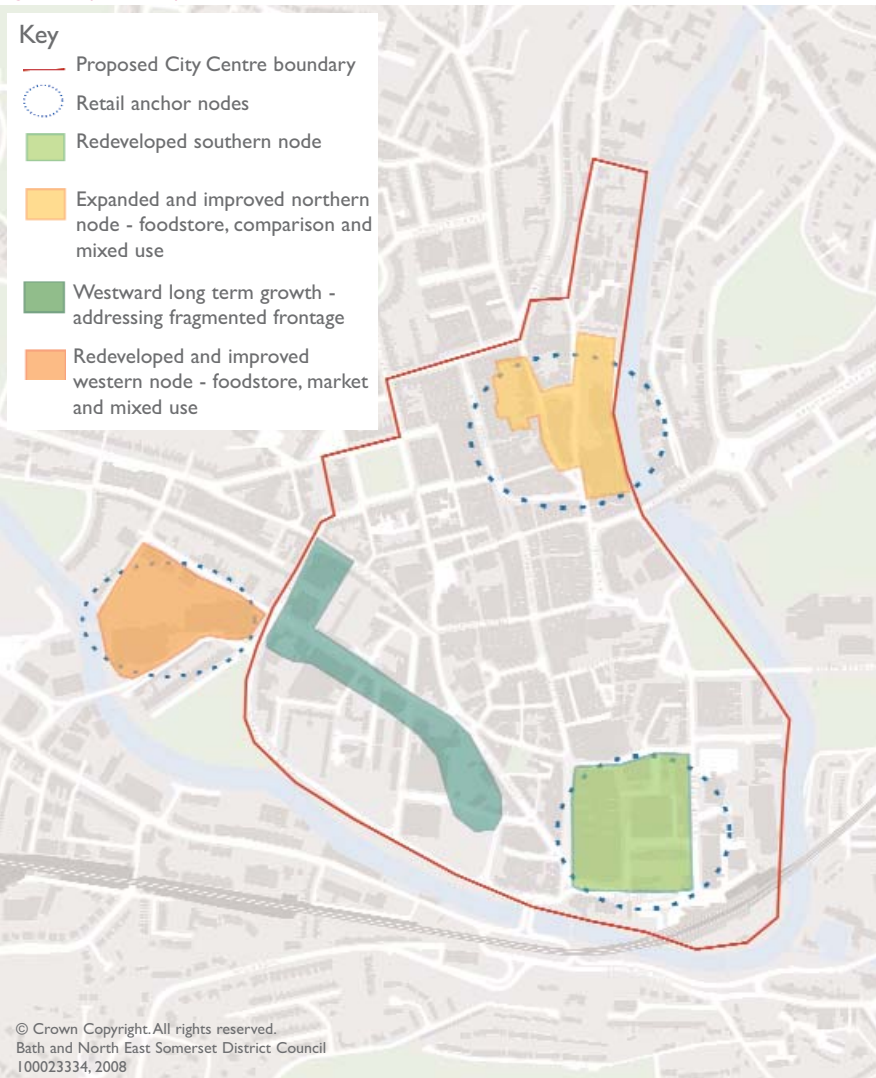 Key
Proposed City Centre boundary
Retail anchor nodes
Redeveloped southern node
Expanded and improved northern
node - foodstore, comparison and
mixed use
Westward long term growth -
addressing fragmented frontage
Redeveloped and improved
western node - foodstore, market
and mixed use
© Crown Copyright. All rights reserved.
Bath and North East Somerset District Council
100023334, 2008